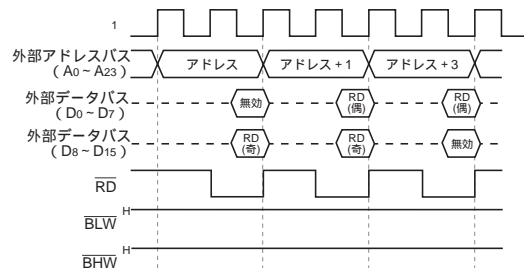 1
外部アドレスバス
(A0~A23)
アドレス
アドレス+1
アドレス+3
外部データバス
(D0~D7)
無効
RD
(偶)
RD
(偶)
外部データバス
(D8~D15)
RD
(奇)
RD
(奇)
無効
RD
H
BLW
H
BHW